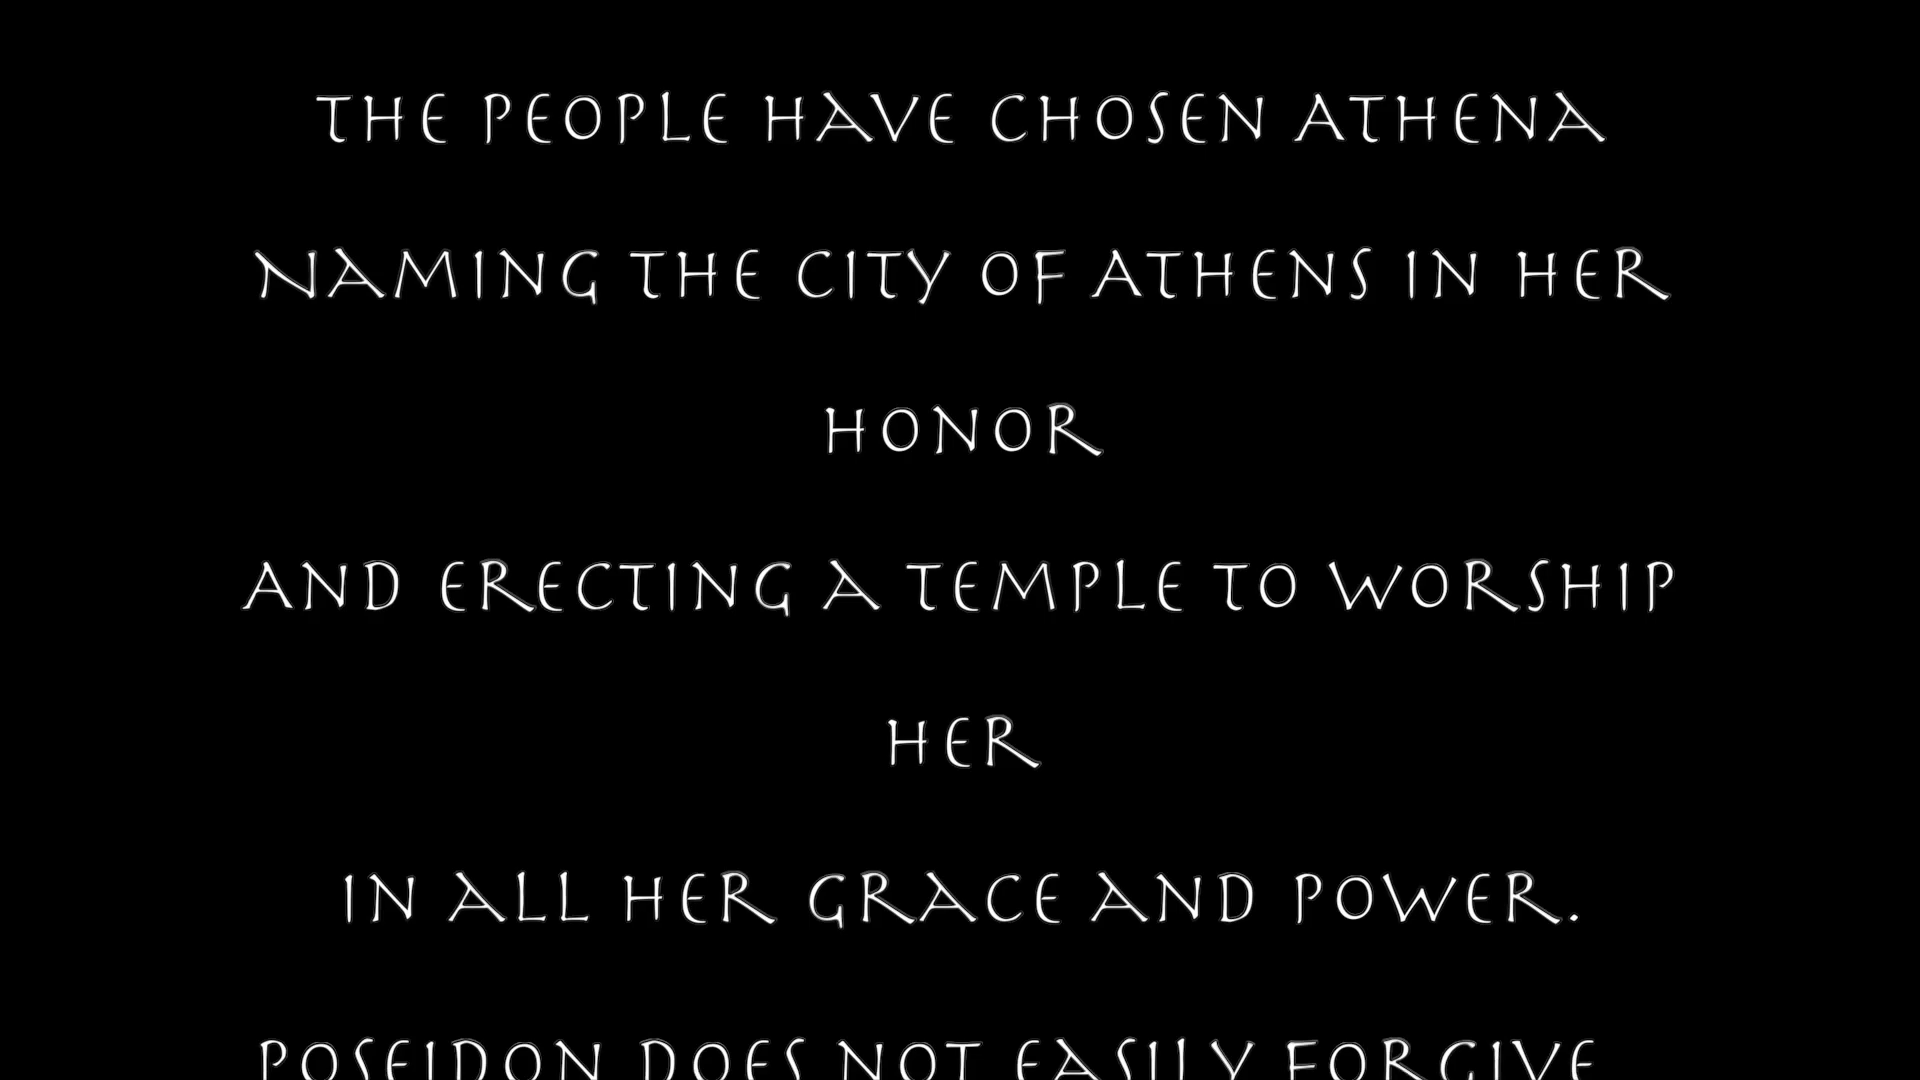 THE PEOPLE HAVE CHOSEN ATHENA
NAMING THE CITY OF ATHENS IN HER
HONOR
AND ERECTING A TEMPLE TO WORSHIP
HER
IN ALL HER GRACE AND POWER.
POSEIDON DOES NOT EASILY FORGIVE